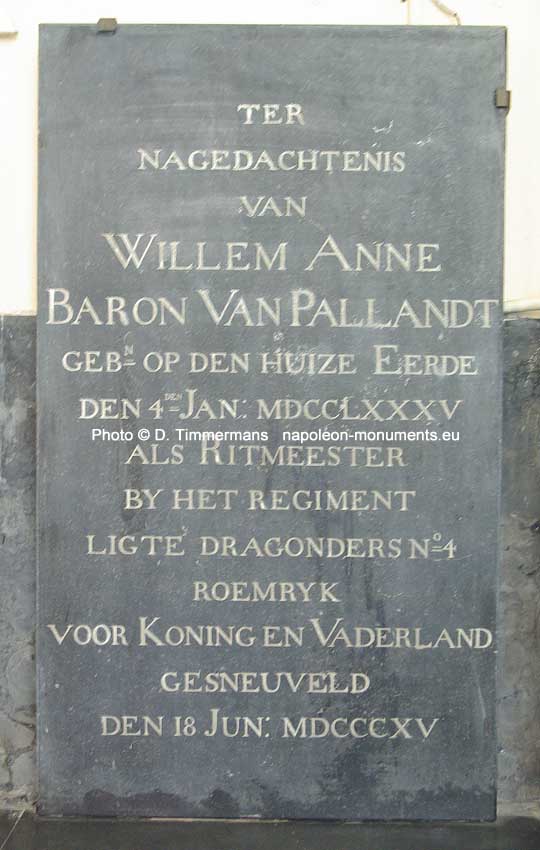 TER
NAGEDACHTENIS
VAN
WILLEM ANNE
BARON VAN PALLANDT
GEBN OP DEN HUIZE EERDE
DEN 4DEN JAN: MDCCLXXXV
Photo © D. Timmermans napoleon-monuments.eu
ALS RITMEESTER
BY HET REGIMENT
LIGTE DRAGONDERS No 4
ROEMRYK
VOOR KONING EN VADERLAND
GESNEUVELD
DEN 18 JUN: MDCCCXV